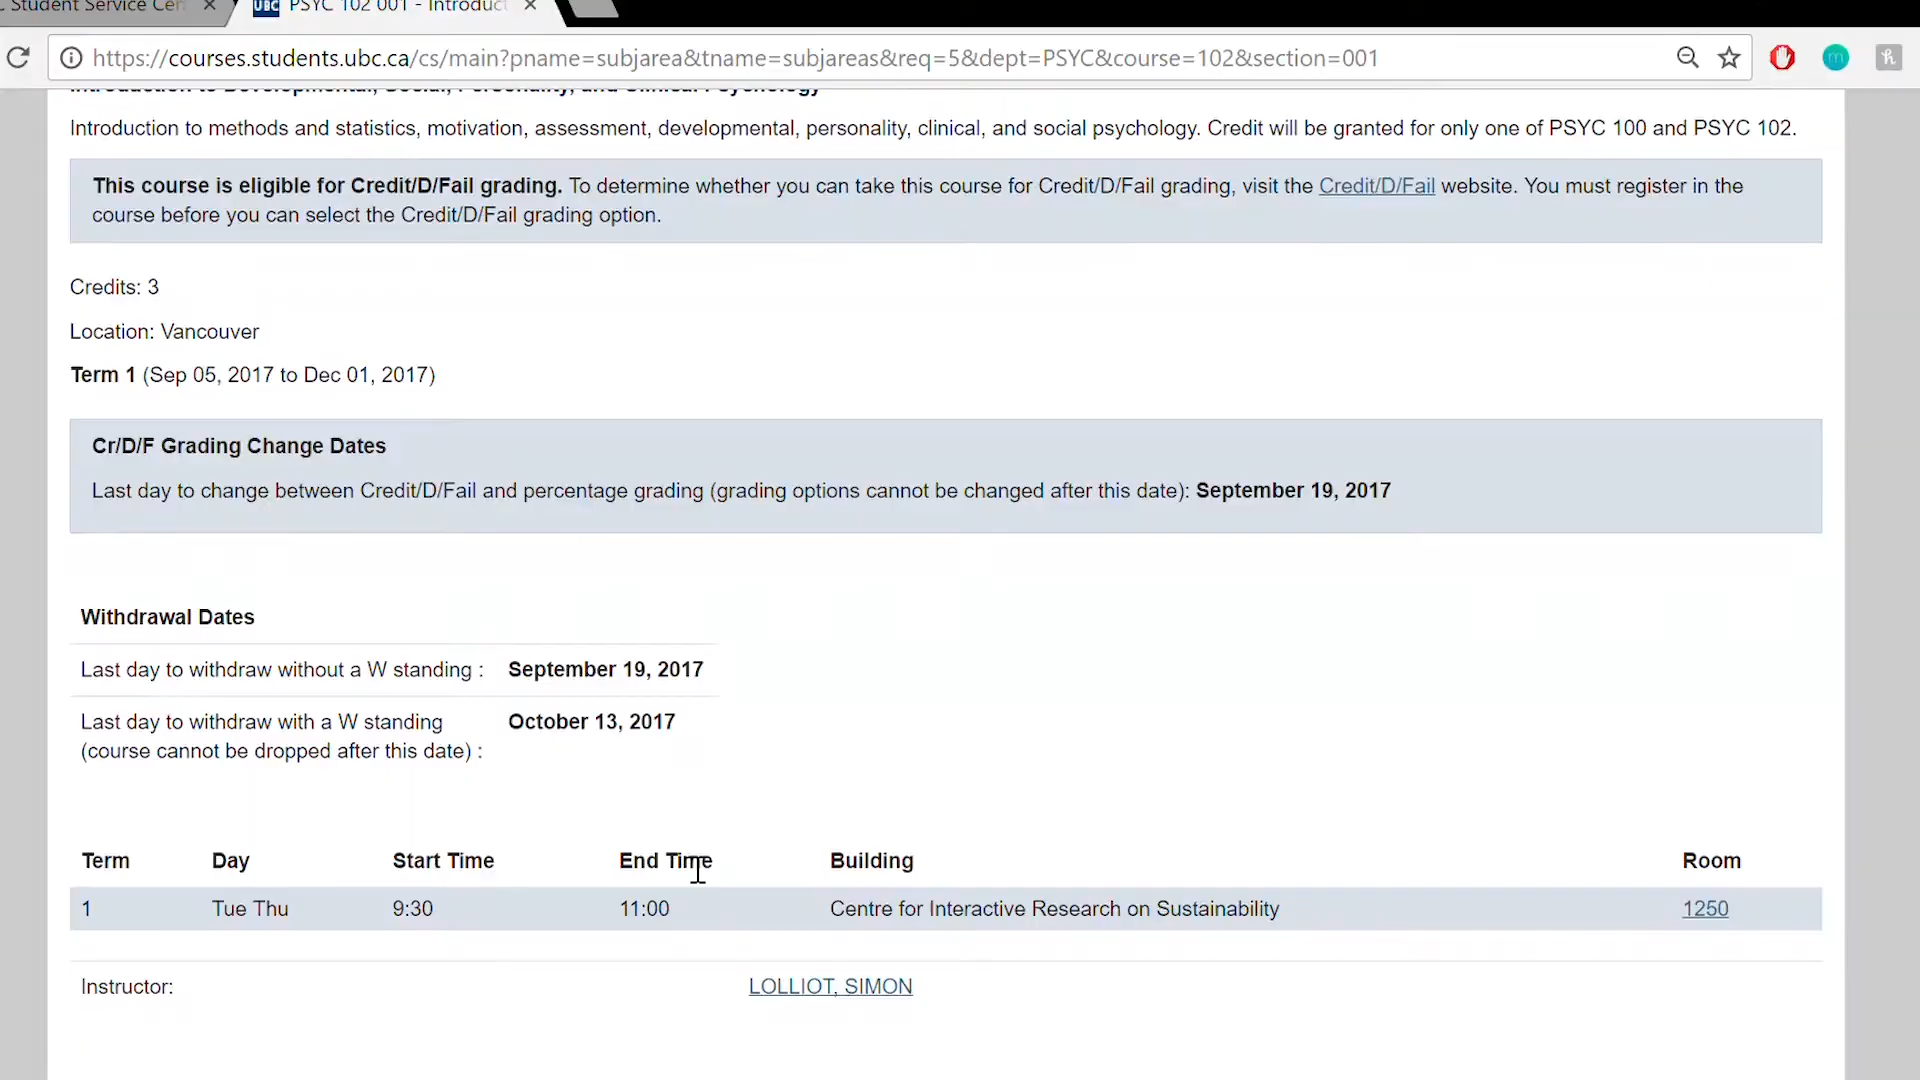 Student Service Cen
UBC PSYC 102 001 - Introduct
https://courses.students.ubc.ca/cs/main?pname=subjarea&tname=subjareas&req=5&dept=PSYC&course=102&section=001
Introduction to Developmental, Social, Personality, and Clinical Psychology
Introduction to methods and statistics, motivation, assessment, developmental, personality, clinical, and social psychology. Credit will be granted for only one of PSYC 100 and PSYC 102.
This course is eligible for Credit/D/Fail grading. To determine whether you can take this course for Credit/D/Fail grading, visit the Credit/D/Fail website. You must register in the
course before you can select the Credit/D/Fail grading option.
Credits: 3
Location: Vancouver
Term 1 (Sep 05, 2017 to Dec 01, 2017)
Cr/D/F Grading Change Dates
Last day to change between Credit/D/Fail and percentage grading (grading options cannot be changed after this date): September 19, 2017
Withdrawal Dates
Last day to withdraw without a W standing : September 19, 2017
Last day to withdraw with a W standing October 13, 2017
(course cannot be dropped after this date) :
Term Day Start Time End Time Building Room
1 Tue Thu 9:30 11:00 Centre for Interactive Research on Sustainability 1250
Instructor: LOLLIOT, SIMON